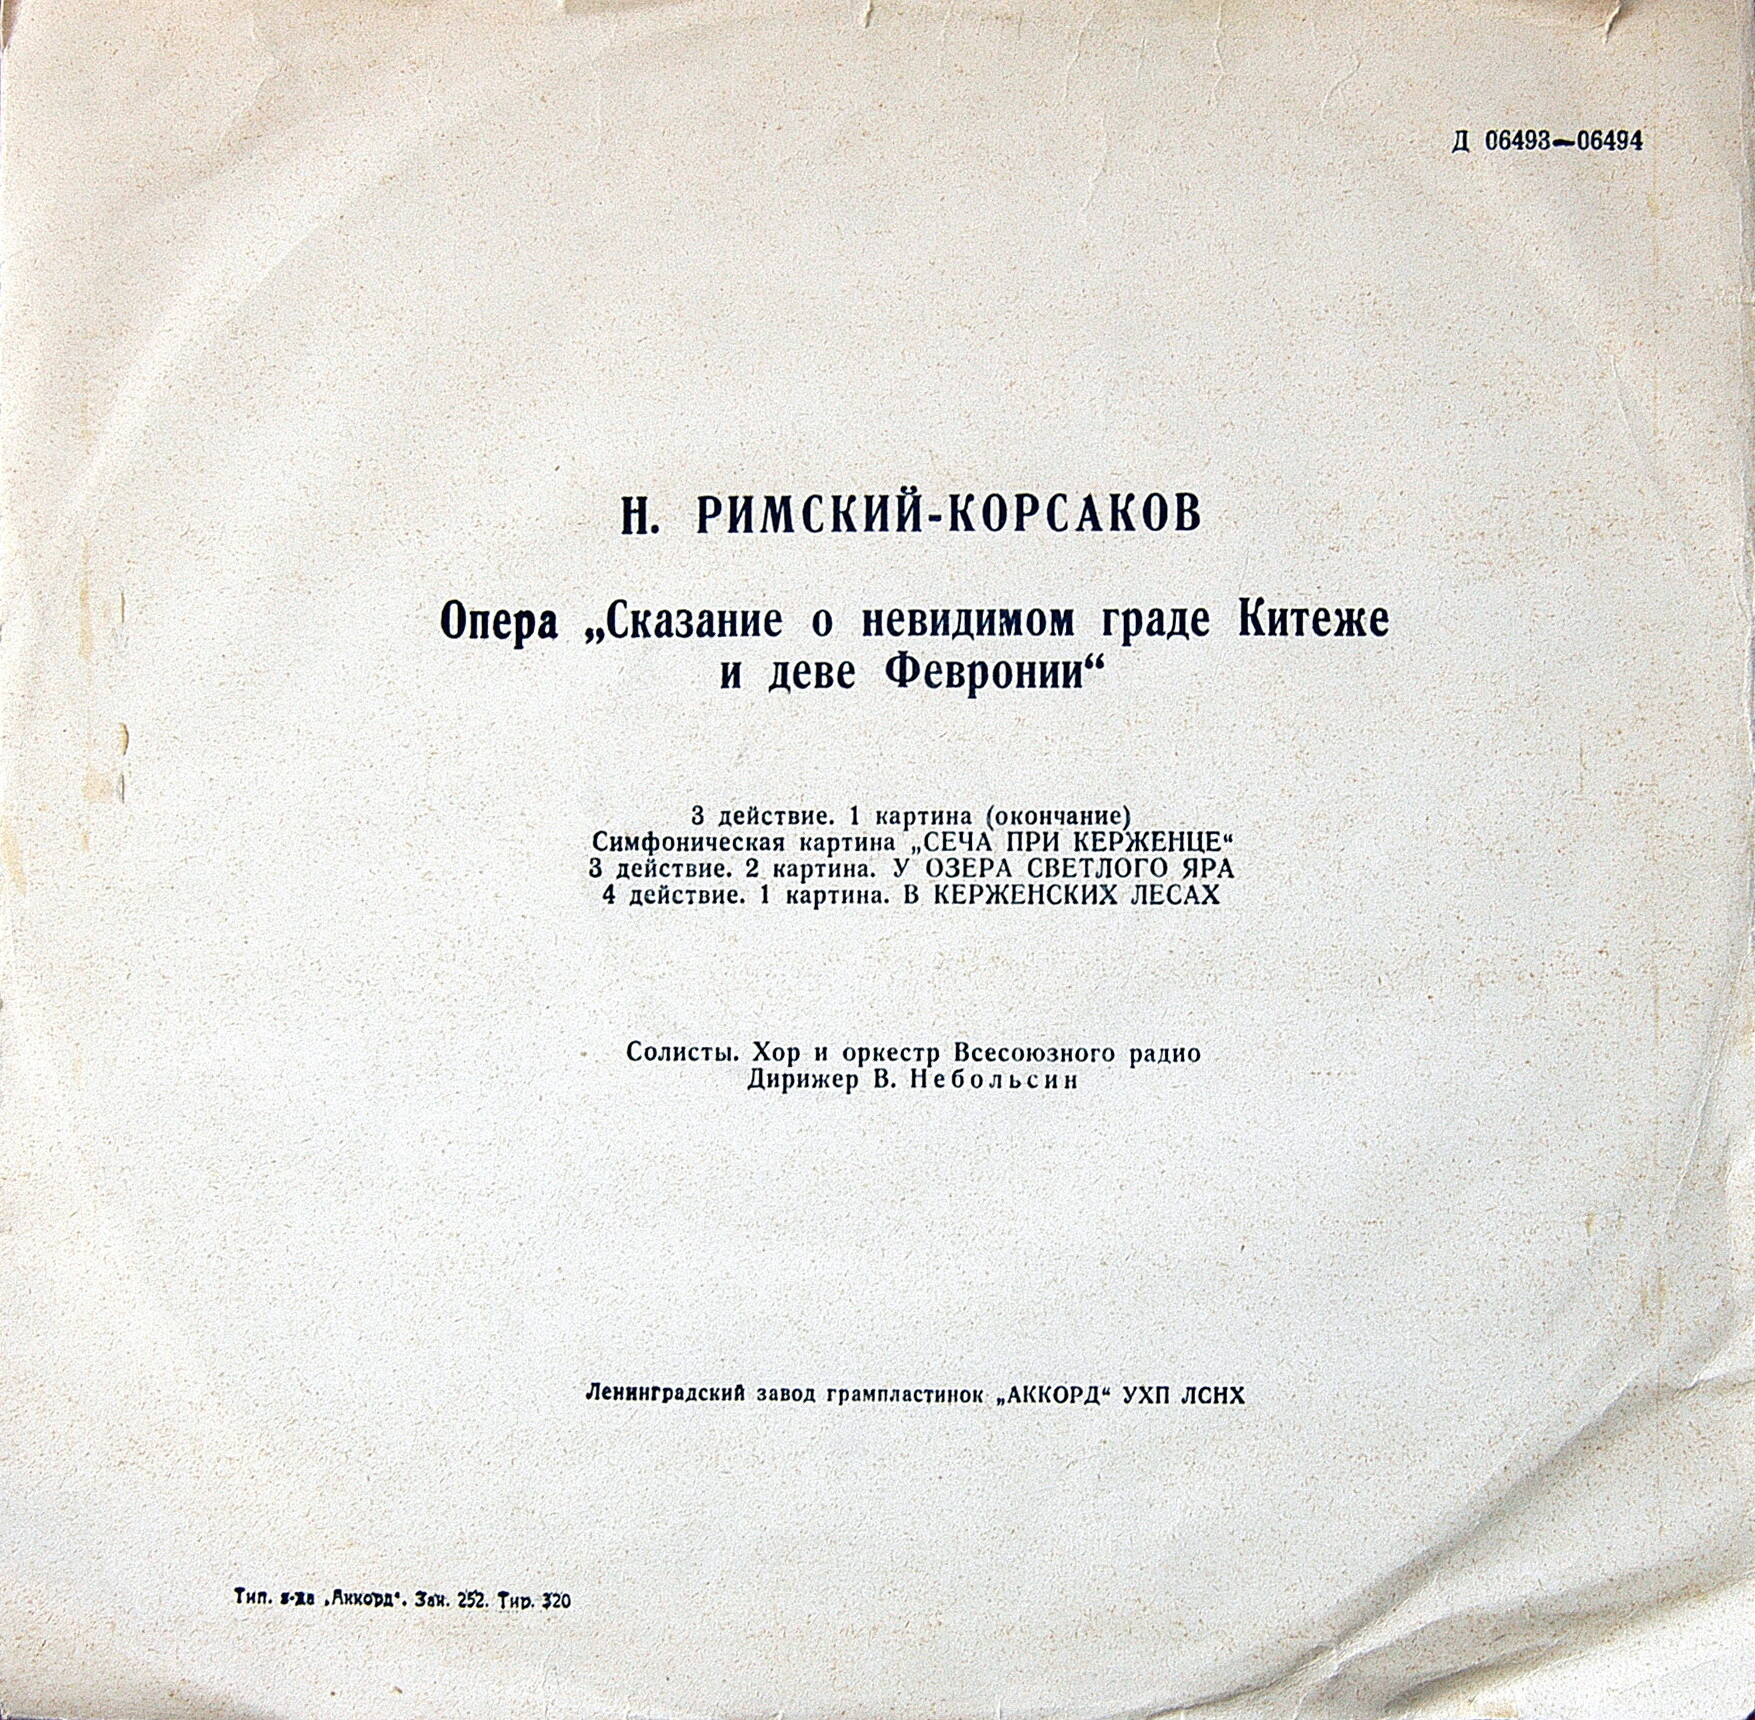 Д 06493—06494
Н. РИМСКИЙ-КОРСАКОВ
Опера „Сказание о невидимом граде Китеже
и деве Февронии“
3 действие. 1 картина (окончание)
Симфоническая картина „СЕЧА ПРИ КЕРЖЕНЦЕ“
3 действие. 2 картина. У ОЗЕРА СВЕТЛОГО ЯРА
4 действие. 1 картина. В КЕРЖЕНСКИХ ЛЕСАХ
Солисты. Хор и оркестр Всесоюзного радио
Дирижер В. Небольсин
Ленинградский завод грампластинок „АККОРД“ УХП ЛСНХ
Тип. з-да „Аккорд“. Зак. 252. Тир. 320